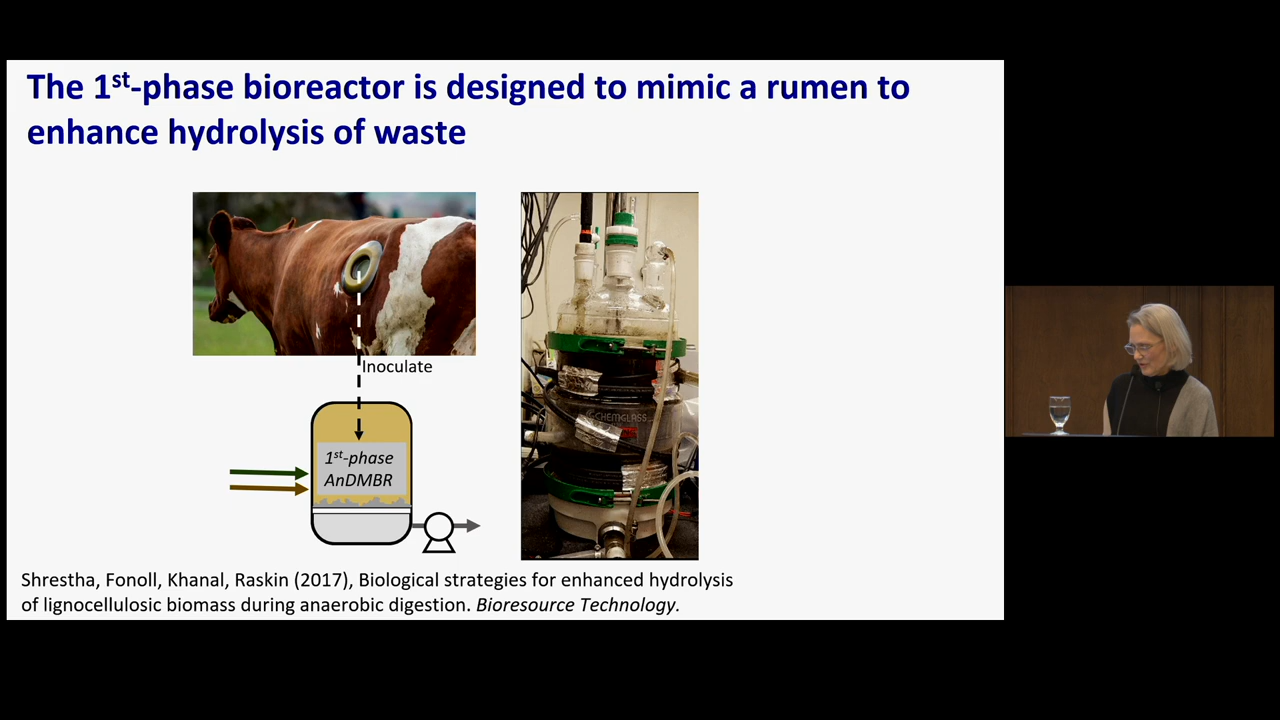 The 1st-phase bioreactor is designed to mimic a rumen to
enhance hydrolysis of waste
Inoculate
1st-phase
AnDMBR
CHEMGLASS
Shrestha, Fonoll, Khanal, Raskin (2017), Biological strategies for enhanced hydrolysis
of lignocellulosic biomass during anaerobic digestion. Bioresource Technology.